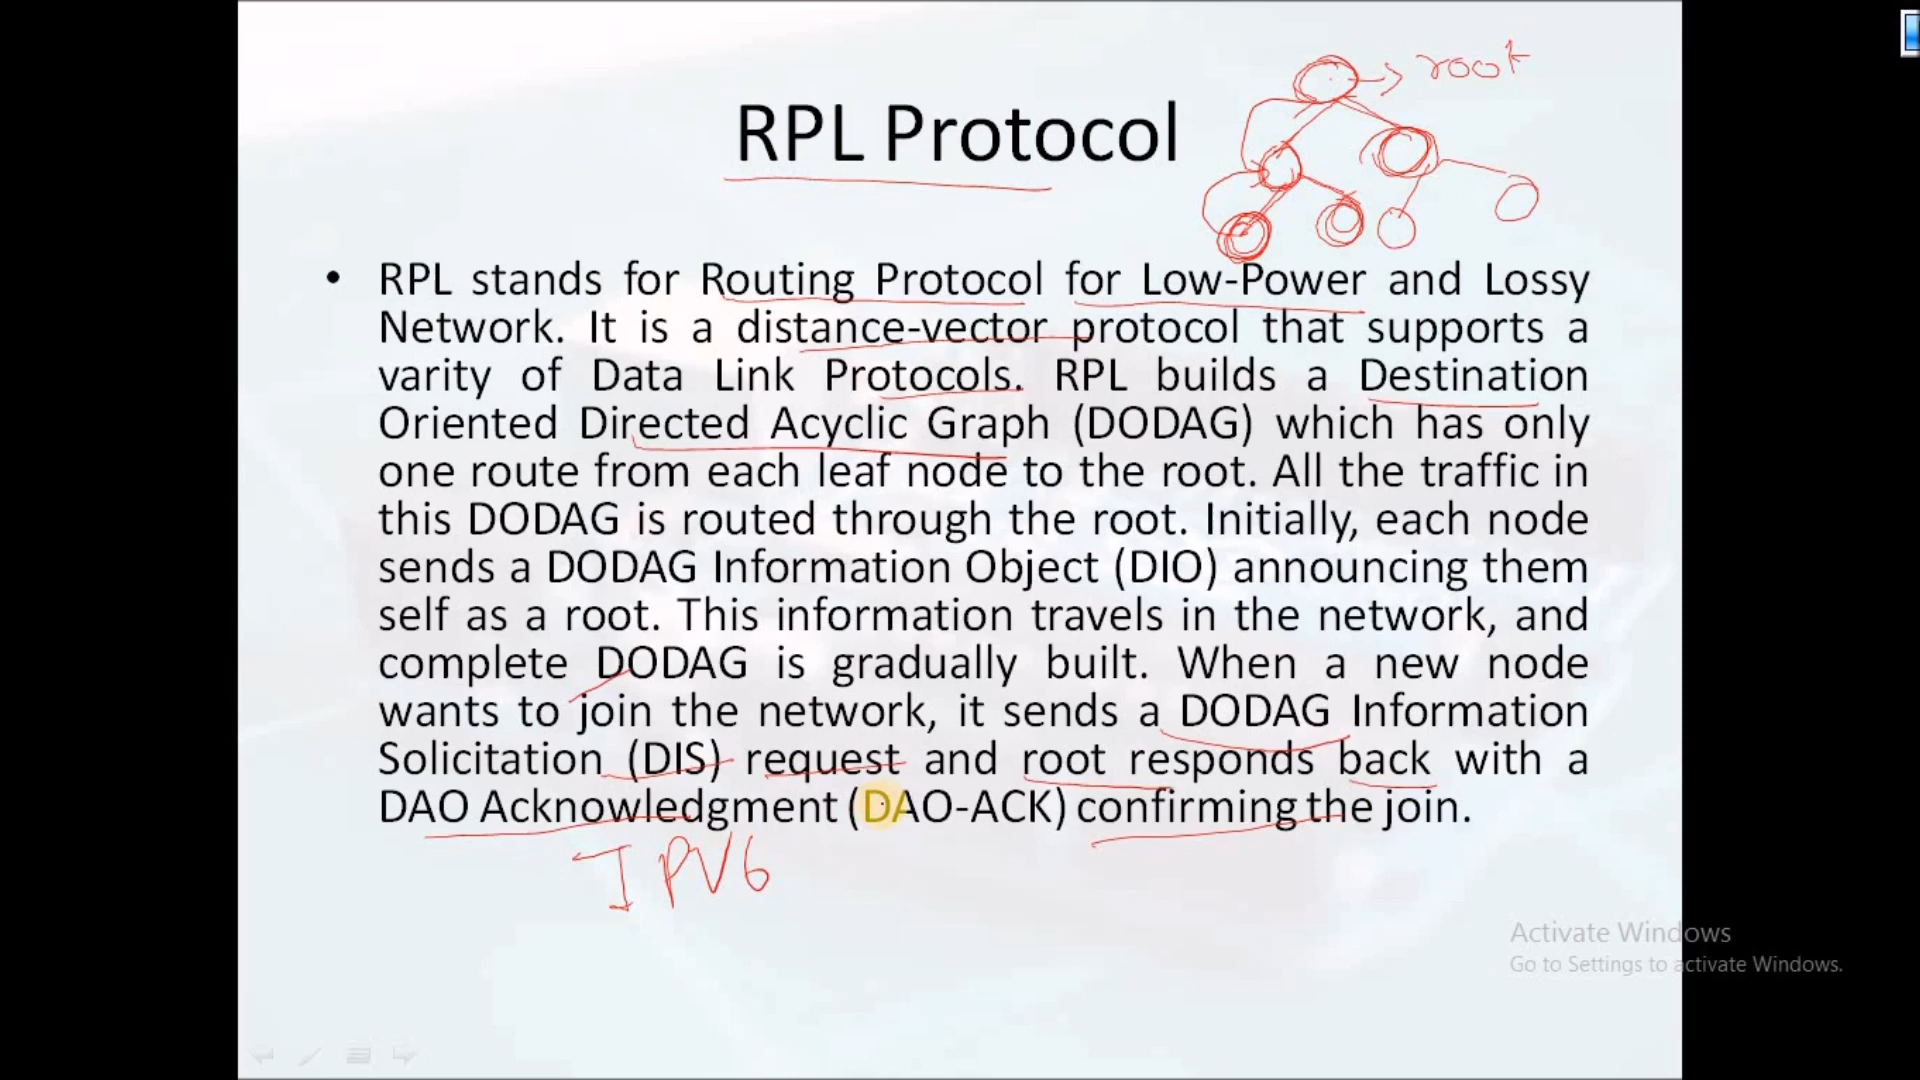 root
RPL Protocol
• RPL stands for Routing Protocol for Low-Power and Lossy
Network. It is a distance-vector protocol that supports a
varity of Data Link Protocols. RPL builds a Destination
Oriented Directed Acyclic Graph (DODAG) which has only
one route from each leaf node to the root. All the traffic in
this DODAG is routed through the root. Initially, each node
sends a DODAG Information Object (DIO) announcing them
self as a root. This information travels in the network, and
complete DODAG is gradually built. When a new node
wants to join the network, it sends a DODAG Information
Solicitation (DIS) request and root responds back with a
DAO Acknowledgment (DAO-ACK) confirming the join.
IPV6
Activate Windows
Go to Settings to activate Windows.